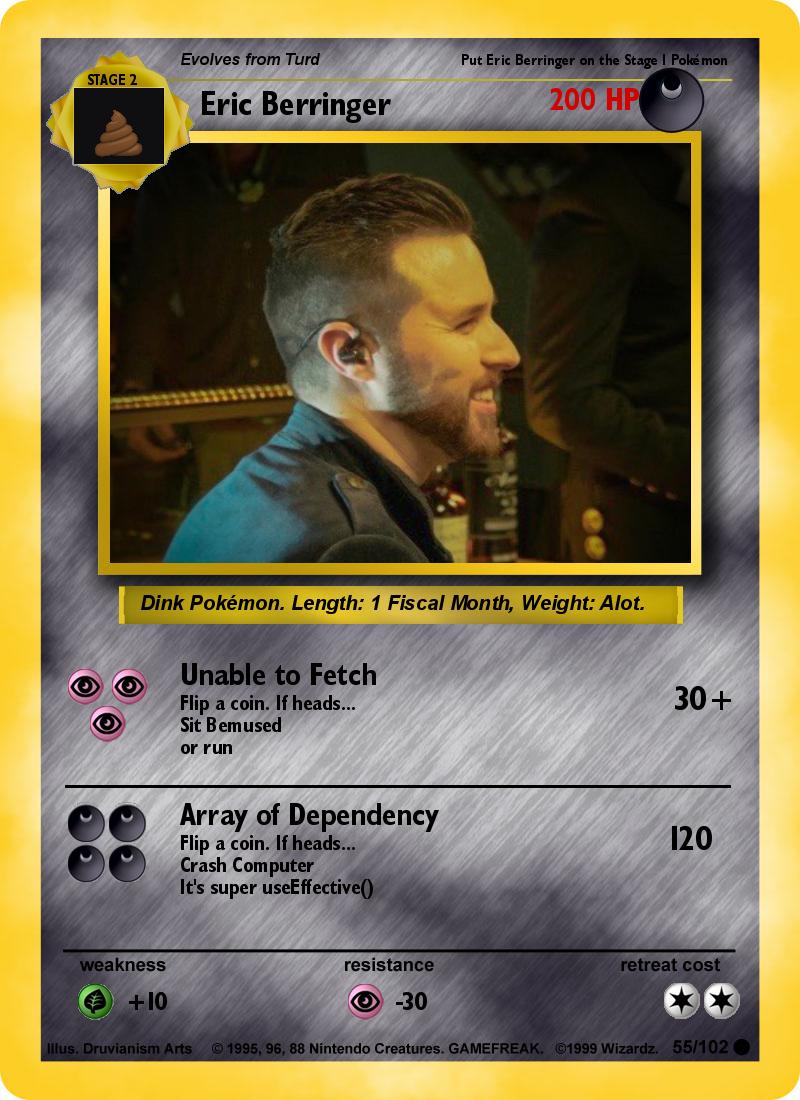 Evolves from Turd
Put Eric Berringer on the Stage 1 Pokémon
STAGE 2
Eric Berringer
200 HP
Dink Pokémon. Length: 1 Fiscal Month, Weight: Alot.
Unable to Fetch
Flip a coin. If heads...
Sit Bemused
or run
30+
Array of Dependency
Flip a coin. If heads...
Crash Computer
It's super useEffective()
120
weakness
resistance
retreat cost
+10
-30
Illus. Druvianism Arts © 1995, 96, 88 Nintendo Creatures. GAMEFREAK. ©1999 Wizardz. 55/102